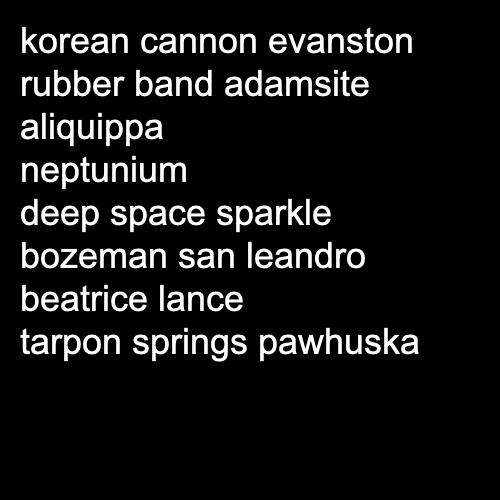 korean cannon evanston
rubber band adamsite
aliquippa
neptunium
deep space sparkle
bozeman san leandro
beatrice lance
tarpon springs pawhuska